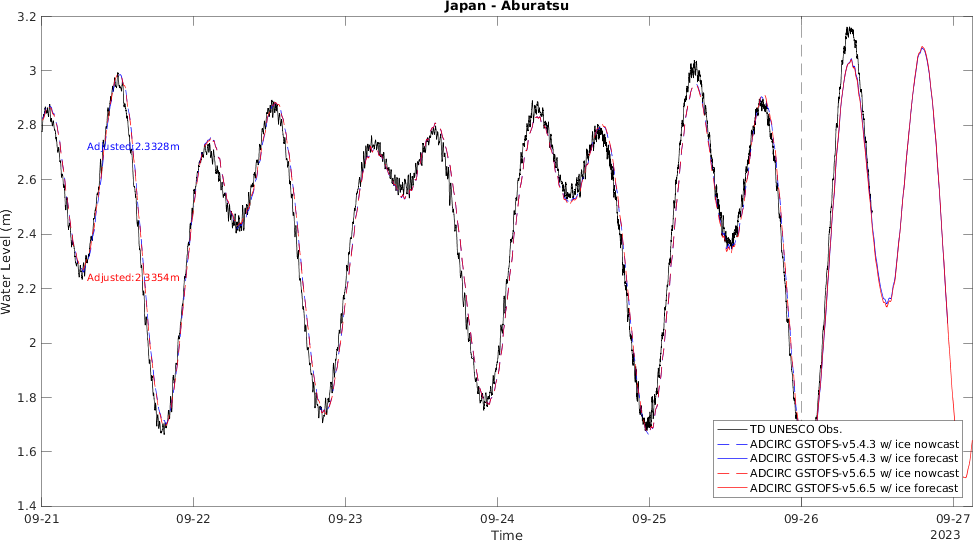 Japan - Aburatsu
3.2
3
2.8
2.6
2.4
2.2
2
1.8
1.6
1.4
Water Level (m)
Adjusted:2.3328m
Adjusted:2.3354m
TD UNESCO Obs.
ADCIRC GSTOFS-v5.4.3 w/ ice nowcast
ADCIRC GSTOFS-v5.4.3 w/ ice forecast
ADCIRC GSTOFS-v5.6.5 w/ ice nowcast
ADCIRC GSTOFS-v5.6.5 w/ ice forecast
09-21 09-22 09-23 09-24 09-25 09-26 09-27
2023
Time